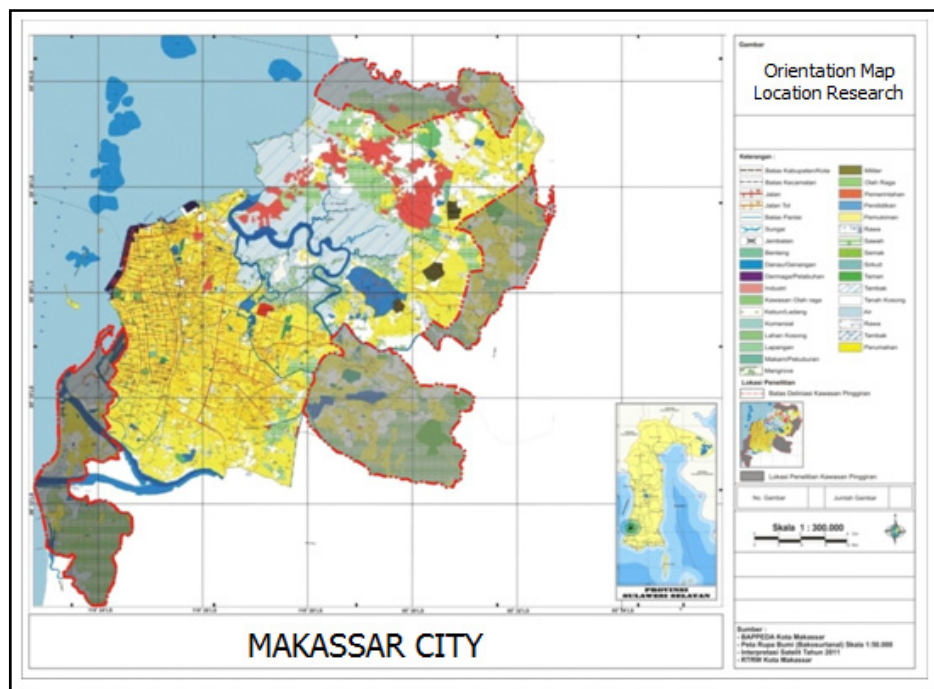 Gambar
Orientation Map
Location Research
Keterangan :
Batas Kabupaten/Kota
Batas Kecamatan
Jalan
Jalan Tol
Batas Pantai
Sungai
Jembatan
Benteng
Danau/Genangan
Dermaga/Pelabuhan
Industri
Kawasan Olah raga
Kebun/Ladang
Komersial
Lahan Kosong
Lapangan
Makam/Pekuburan
Mangrove
Militer
Olah Raga
Pemerintahan
Pendidikan
Permukiman
Rawa
Sawah
Semak
Sirkuit
Taman
Tambak
Tanah Kosong
Air
Rawa
Tambak
Perumahan
Lokasi Penelitian
Batas Deliniasi Kawasan Pinggiran
Lokasi Penelitian Kawasan Pinggiran
No. Gambar
Jumlah Gambar
Skala 1 : 300.000
PROVINSI
SULAWESI SELATAN
MAKASSAR CITY
Sumber :
- BAPPEDA Kota Makassar
- Peta Rupa Bumi (Bakosurtanal) Skala 1:50.000
- Interpretasi Satelit Tahun 2011
- RTRW Kota Makassar